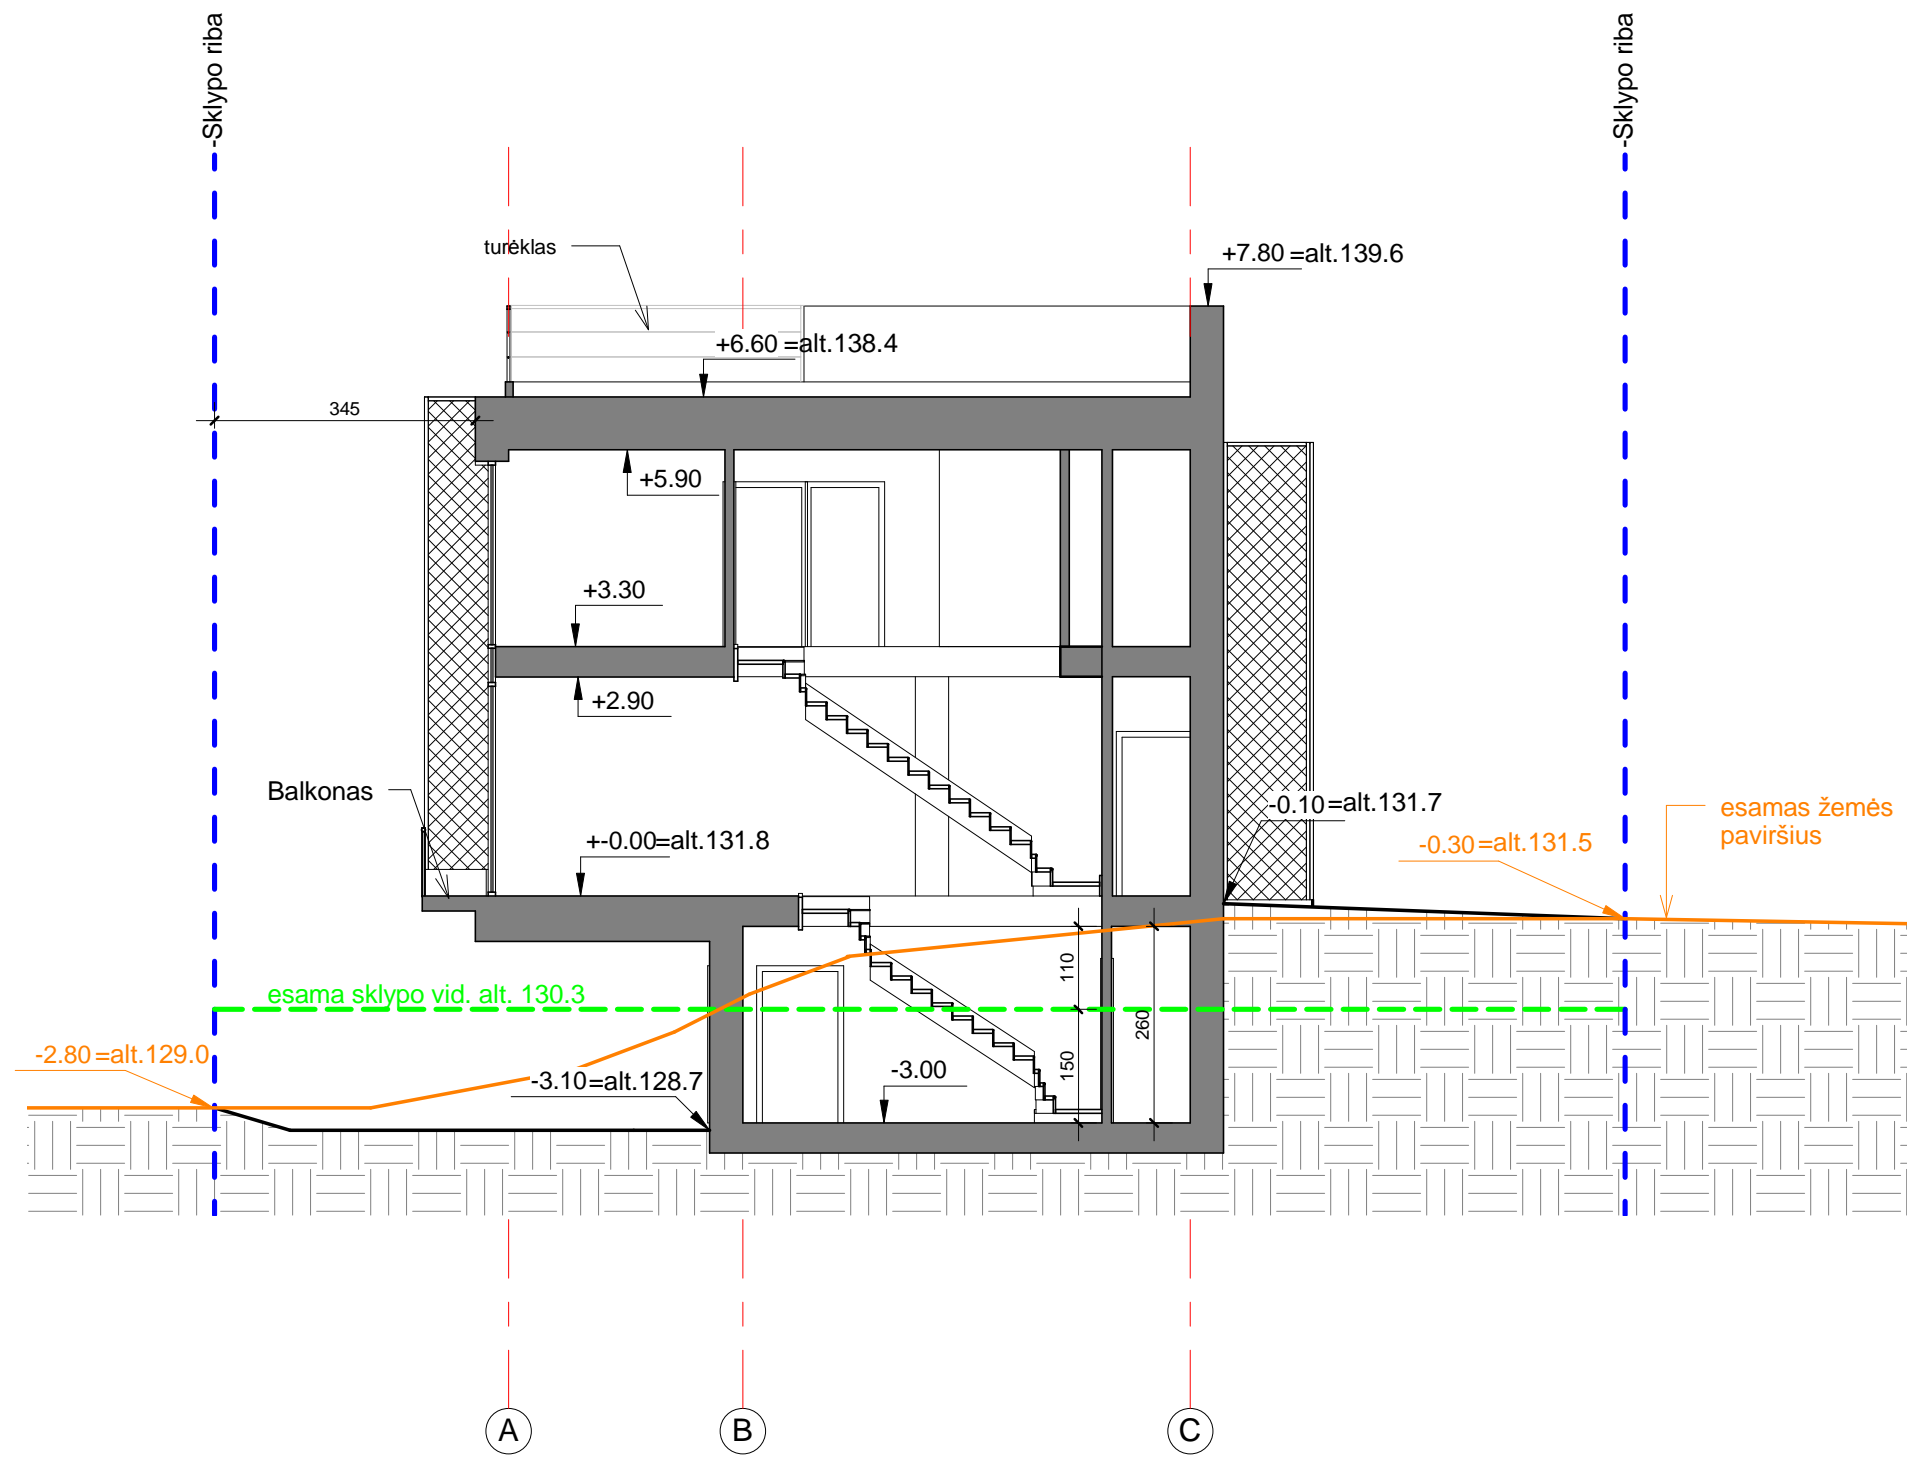 -Sklypo riba
-Sklypo riba
turėklas
+7.80 =alt.139.6
+6.60 =alt.138.4
345
+5.90
+3.30
+2.90
Balkonas
-0.10 =alt.131.7
esamas žemės
paviršius
+-0.00 =alt.131.8
-0.30 =alt.131.5
110
esama sklypo vid. alt. 130.3
260
-2.80 =alt.129.0
150
-3.10 =alt.128.7
-3.00
A
B
C